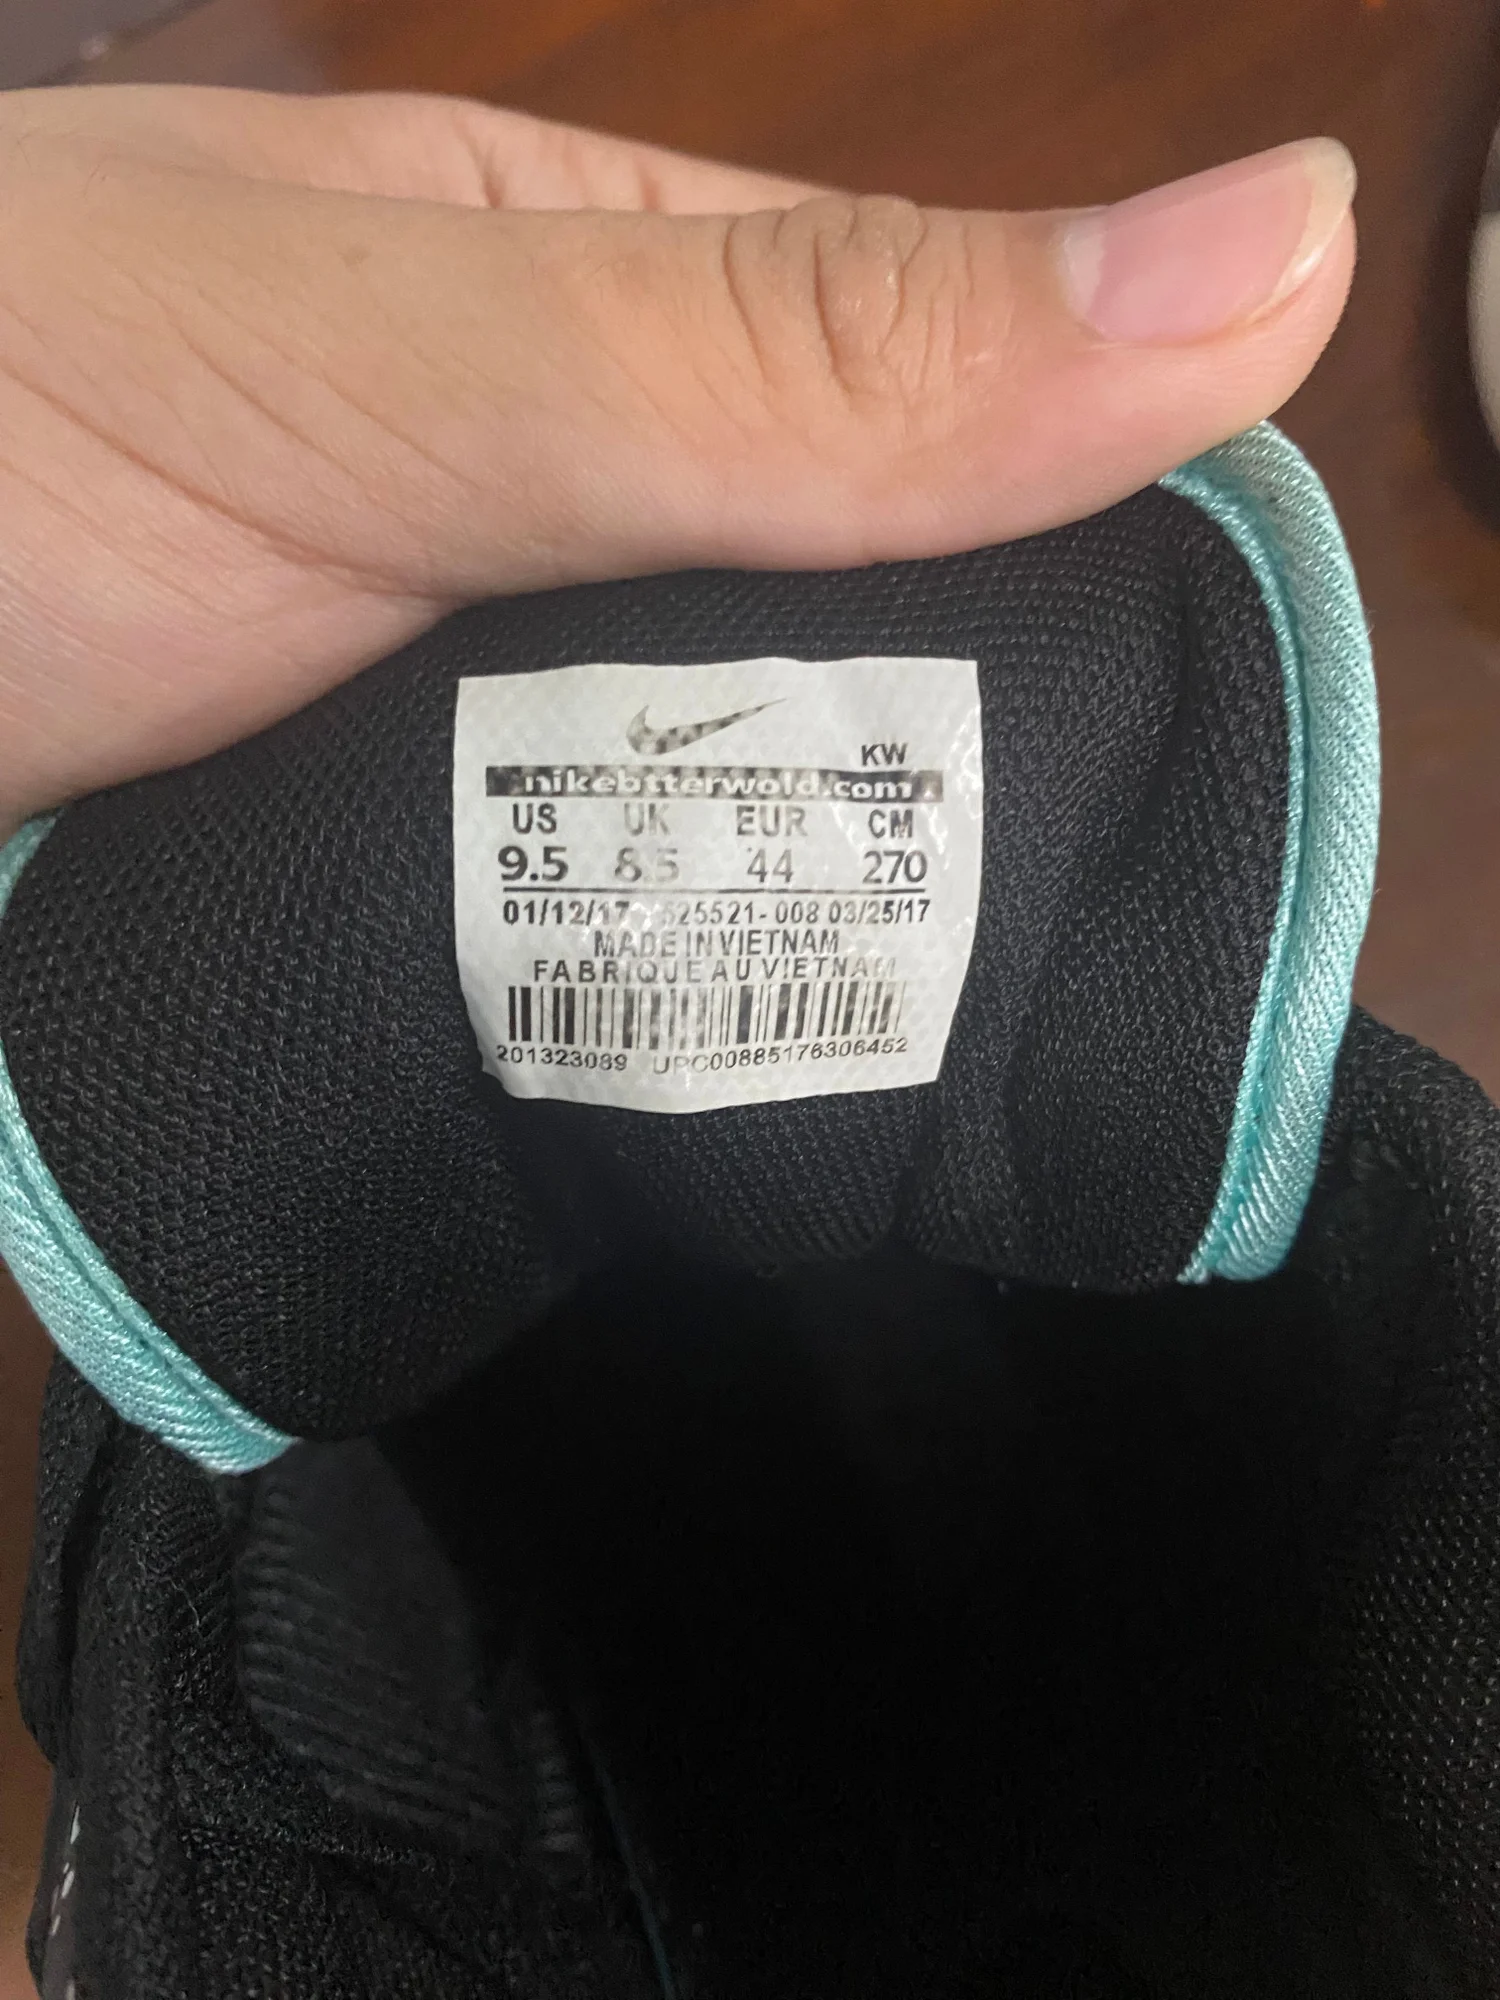 KW
nikebtterwold.com
US UK EUR CM
9.5 8.5 44 270
01/12/17 525521-008 03/25/17
MADE IN VIETNAM
FABRIQUE AU VIETNAM
201323089 UPC00885176306452